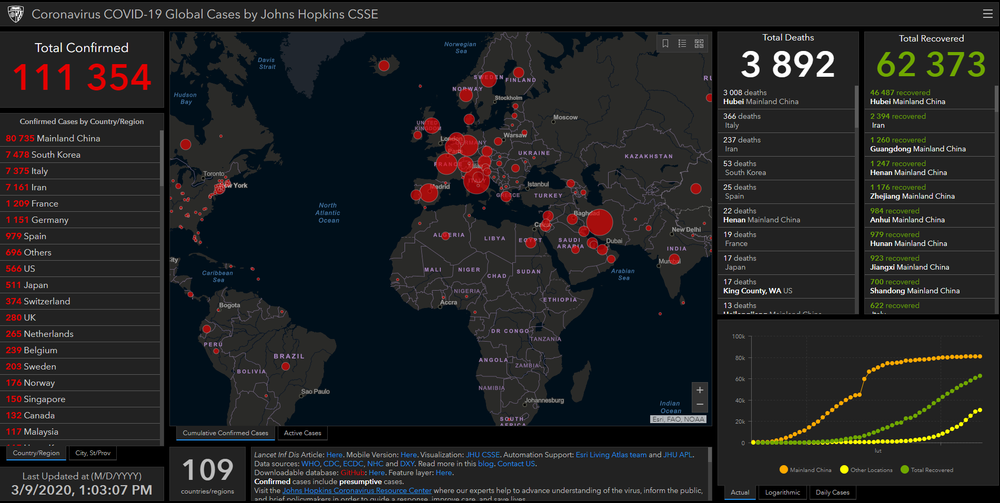 Coronavirus COVID-19 Global Cases by Johns Hopkins CSSE
Total Confirmed
111 354
Confirmed Cases by Country/Region
80 735 Mainland China
7 478 South Korea
7 375 Italy
7 161 Iran
1 209 France
1 151 Germany
979 Spain
696 Others
566 US
511 Japan
374 Switzerland
280 UK
265 Netherlands
239 Belgium
203 Sweden
176 Norway
150 Singapore
132 Canada
117 Malaysia
Country/Region
City, St/Prov
Last Updated at (M/D/YYYY)
3/9/2020, 1:03:07 PM
Norwegian
Sea
Davis
Strait
Hudson
Bay
SWEDEN
FINLAND
NORWAY
Stockholm
RU
Moscow
UNITED
KINGDOM
London
Warsaw
GERMANY
Paris
UKRAINE
KAZAKHSTAN
FRANCE
Milan
Toronto
New York
Madrid
ITALY
Istanbul
GREECE
TURKEY
North
Atlantic
Ocean
Baghdad
Cairo
New Delhi
ALGERIA
LIBYA
EGYPT
SAUDI
ARABIA
Dubai
INDIA
Mumbai
City
Caribbean
Sea
MALI
NIGER
CHAD
SUDAN
Arabian
Sea
NIGERIA
Bogota
Accra
ETHIOPIA
DR CONGO
TANZANIA
PERU
BRAZIL
ANGOLA
ZAMBIA
BOLIVIA
NAMIBIA
Sao Paulo
Johannesburg
Indian
Ocean
SOUTH
AFRICA
+
−
Esri, FAO, NOAA
Cumulative Confirmed Cases
Active Cases
109
countries/regions
Lancet Inf Dis Article: Here. Mobile Version: Here. Visualization: JHU CSSE. Automation Support: Esri Living Atlas team and JHU APL.
Data sources: WHO, CDC, ECDC, NHC and DXY. Read more in this blog. Contact US.
Downloadable database: GitHub: Here. Feature layer: Here.
Confirmed cases include presumptive cases.
Visit the Johns Hopkins Coronavirus Resource Center where our experts help to advance understanding of the virus, inform the public,
and brief policymakers in order to guide a response, improve care, and save lives.
Total Deaths
3 892
3 008 deaths
Hubei Mainland China
366 deaths
Italy
237 deaths
Iran
53 deaths
South Korea
25 deaths
Spain
22 deaths
Henan Mainland China
19 deaths
France
17 deaths
Japan
17 deaths
King County, WA US
13 deaths
Heilongjiang Mainland China
Total Recovered
62 373
46 487 recovered
Hubei Mainland China
2 394 recovered
Iran
1 260 recovered
Guangdong Mainland China
1 247 recovered
Henan Mainland China
1 176 recovered
Zhejiang Mainland China
984 recovered
Anhui Mainland China
979 recovered
Hunan Mainland China
923 recovered
Jiangxi Mainland China
700 recovered
Shandong Mainland China
622 recovered
Italy
100k
80k
60k
40k
20k
0
lut
Mainland China
Other Locations
Total Recovered
Actual
Logarithmic
Daily Cases